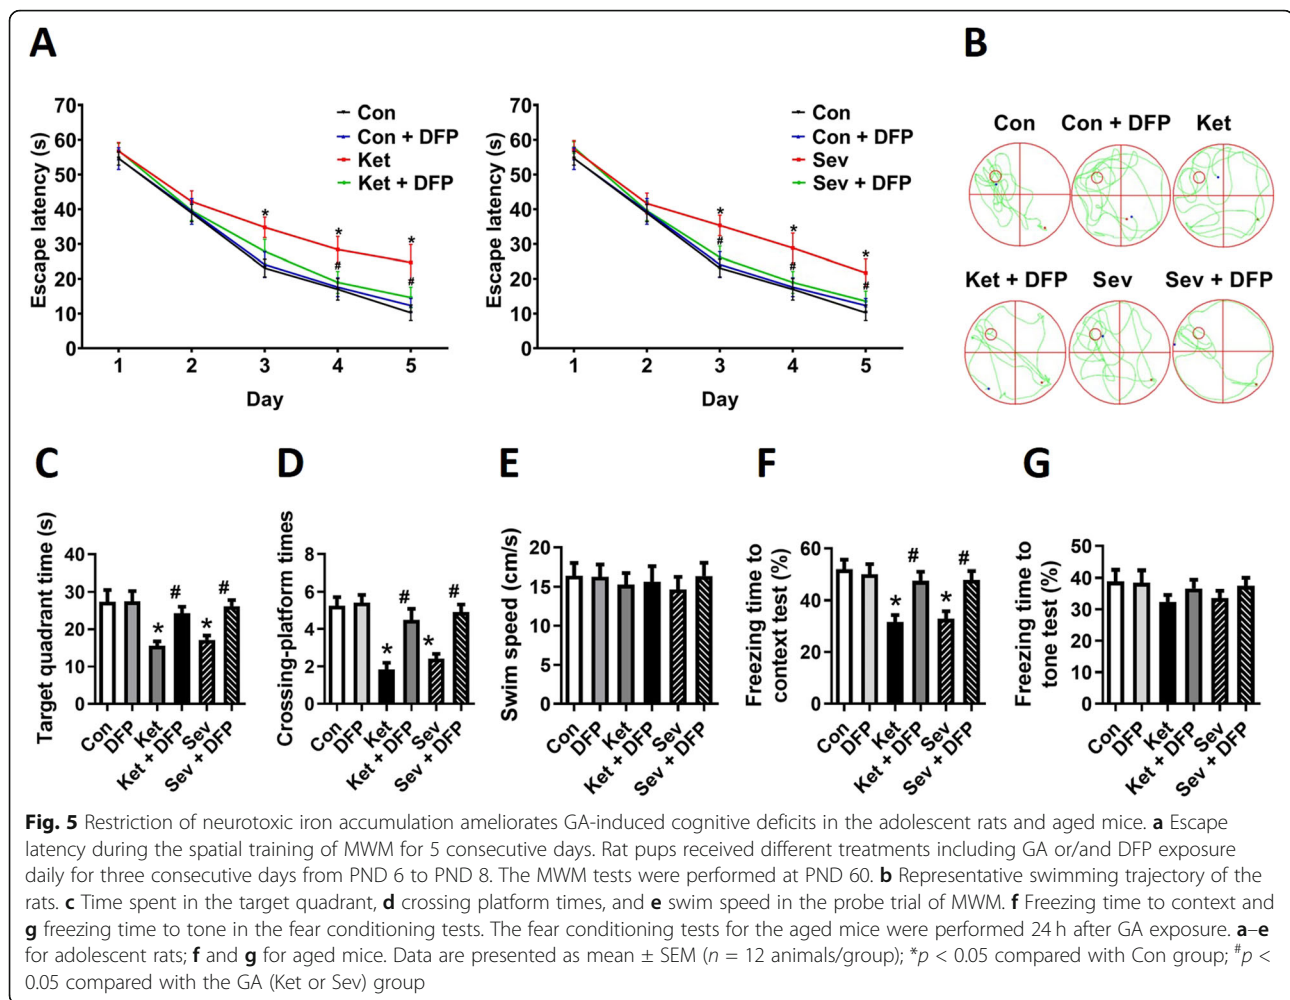 A
B
Escape latency (s)
70
60
50
40
30
20
10
0
1 2 3 4 5
Day
Con
Con + DFP
Ket
Ket + DFP
* * *
# #
Escape latency (s)
70
60
50
40
30
20
10
0
1 2 3 4 5
Day
Con
Con + DFP
Sev
Sev + DFP
* * *
# # #
Con Con + DFP Ket
Ket + DFP Sev Sev + DFP
C
Target quadrant time (s)
40
30
20
10
0
* # * #
Con
DFP
Ket
Ket + DFP
Sev
Sev + DFP
D
Crossing-platform times
8
6
4
2
0
* # * #
Con
DFP
Ket
Ket + DFP
Sev
Sev + DFP
E
Swim speed (cm/s)
20
15
10
5
0
Con
DFP
Ket
Ket + DFP
Sev
Sev + DFP
F
Freezing time to
context test (%)
60
40
20
0
* # * #
Con
DFP
Ket
Ket + DFP
Sev
Sev + DFP
G
Freezing time to
tone test (%)
50
40
30
20
10
0
Con
DFP
Ket
Ket + DFP
Sev
Sev + DFP
Fig. 5 Restriction of neurotoxic iron accumulation ameliorates GA-induced cognitive deficits in the adolescent rats and aged mice. a Escape
latency during the spatial training of MWM for 5 consecutive days. Rat pups received different treatments including GA or/and DFP exposure
daily for three consecutive days from PND 6 to PND 8. The MWM tests were performed at PND 60. b Representative swimming trajectory of the
rats. c Time spent in the target quadrant, d crossing platform times, and e swim speed in the probe trial of MWM. f Freezing time to context and
g freezing time to tone in the fear conditioning tests. The fear conditioning tests for the aged mice were performed 24 h after GA exposure. a–e
for adolescent rats; f and g for aged mice. Data are presented as mean ± SEM (n = 12 animals/group); *p < 0.05 compared with Con group; #p <
0.05 compared with the GA (Ket or Sev) group